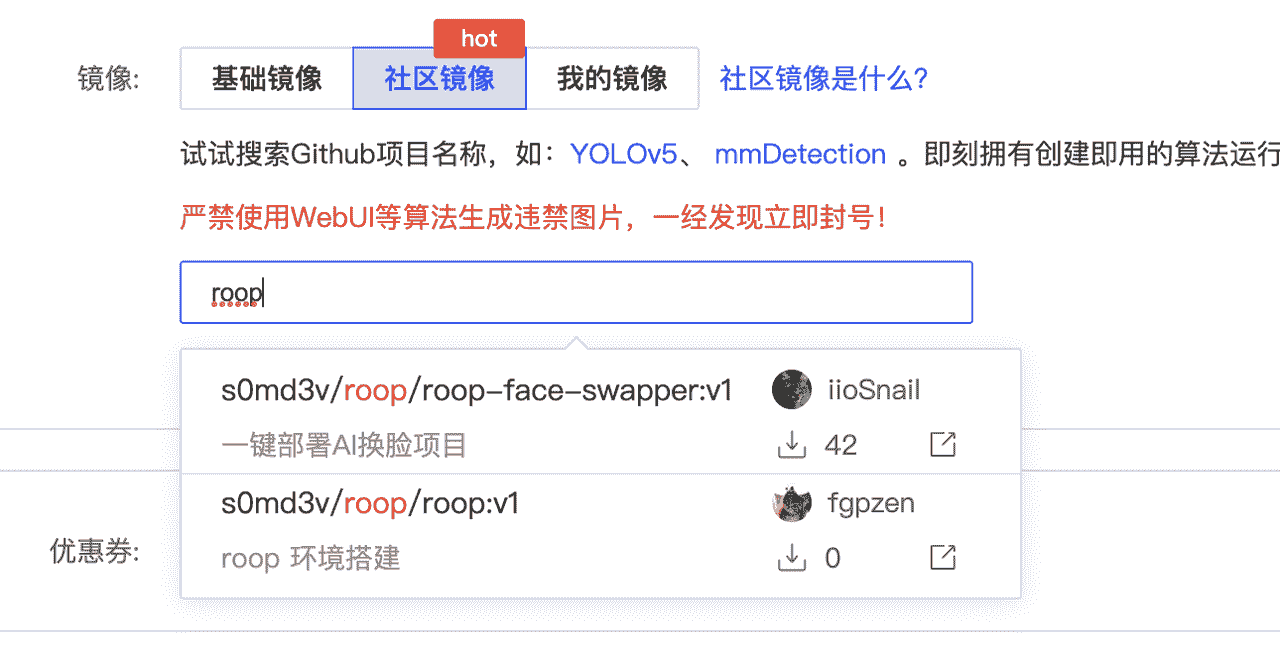 hot
镜像: 基础镜像 社区镜像 我的镜像 社区镜像是什么?
试试搜索Github项目名称，如：YOLOv5、 mmDetection 。即刻拥有创建即用的算法运行
严禁使用WebUI等算法生成违禁图片，一经发现立即封号！
roop
s0md3v/roop/roop-face-swapper:v1 iioSnail
一键部署AI换脸项目 42
s0md3v/roop/roop:v1 fgpzen
roop 环境搭建 0
优惠券: